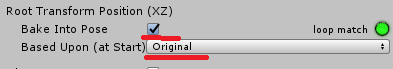 Root Transform Position (XZ)
Bake Into Pose loop match
Based Upon (at Start) Original